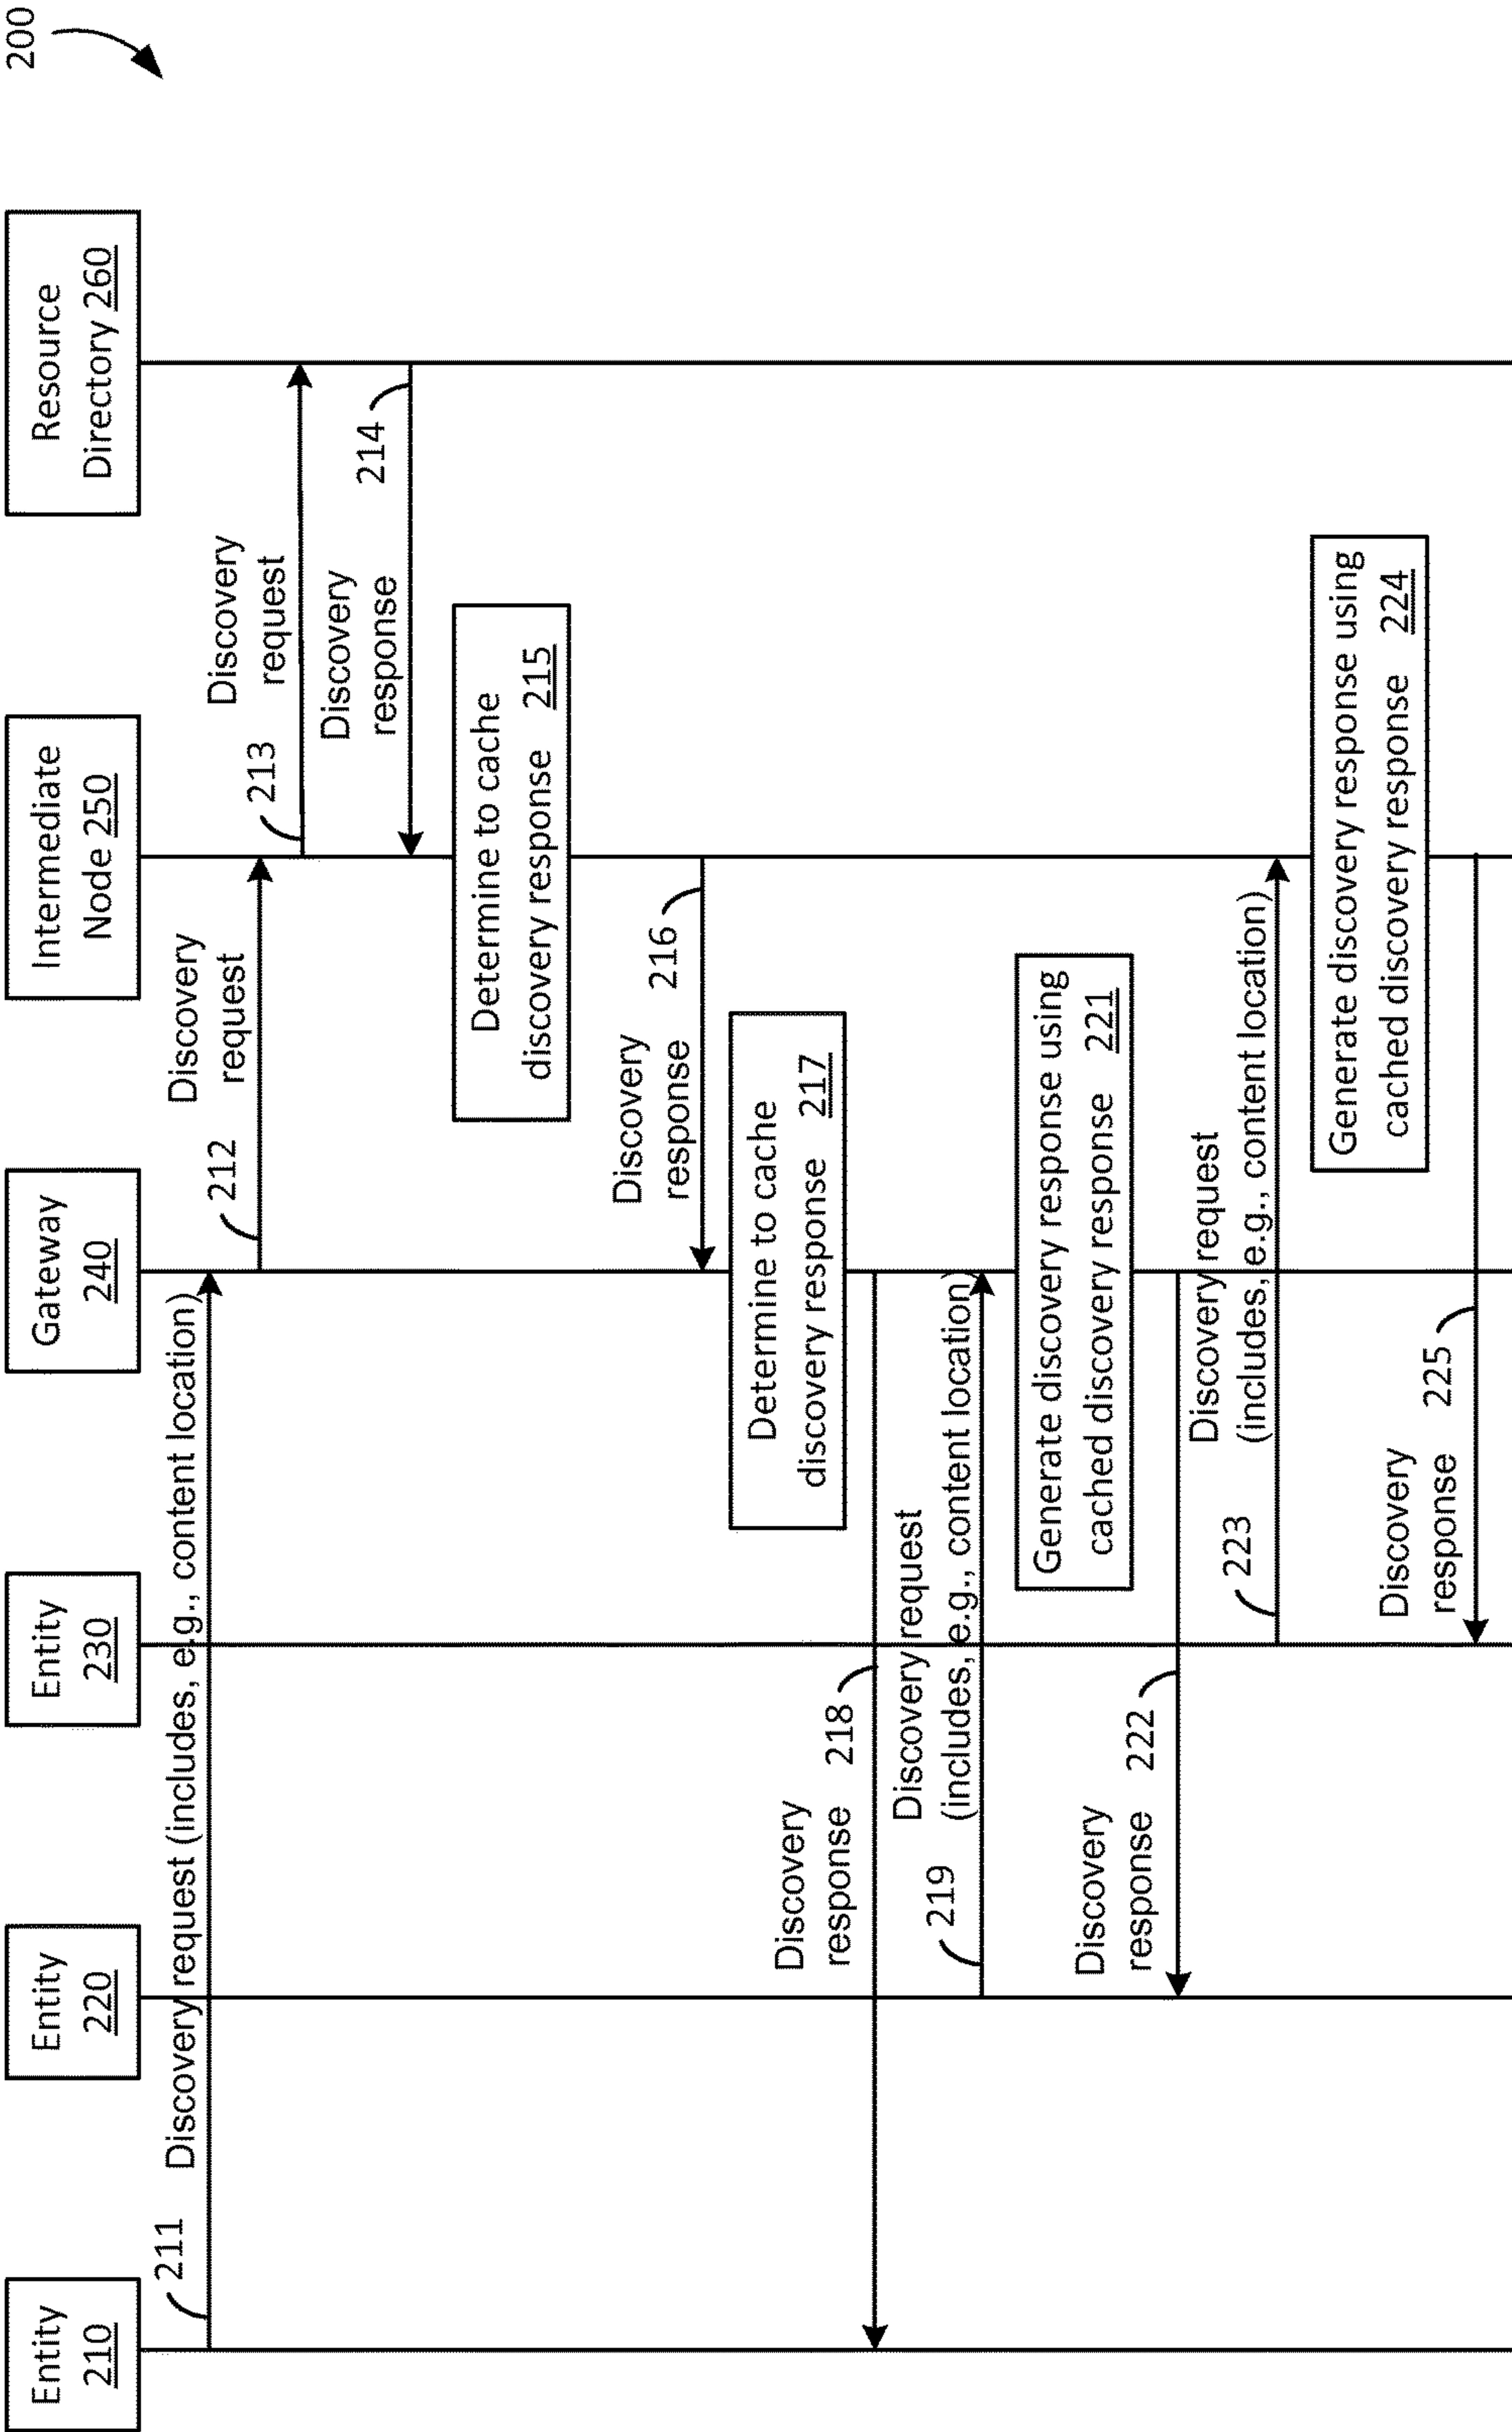 200
Entity
210
Entity
220
Entity
230
Gateway
240
Intermediate
Node 250
Resource
Directory 260
211
Discovery request (includes, e.g., content location)
212
Discovery
request
213
Discovery
request
Discovery
response
214
Determine to cache
discovery response 215
Discovery
response
216
Determine to cache
discovery response 217
Discovery
response 218
219
Discovery request
(includes, e.g., content location)
Generate discovery response using
cached discovery response 221
Discovery
response 222
223
Discovery request
(includes, e.g., content location)
Generate discovery response using
cached discovery response 224
Discovery
response 225